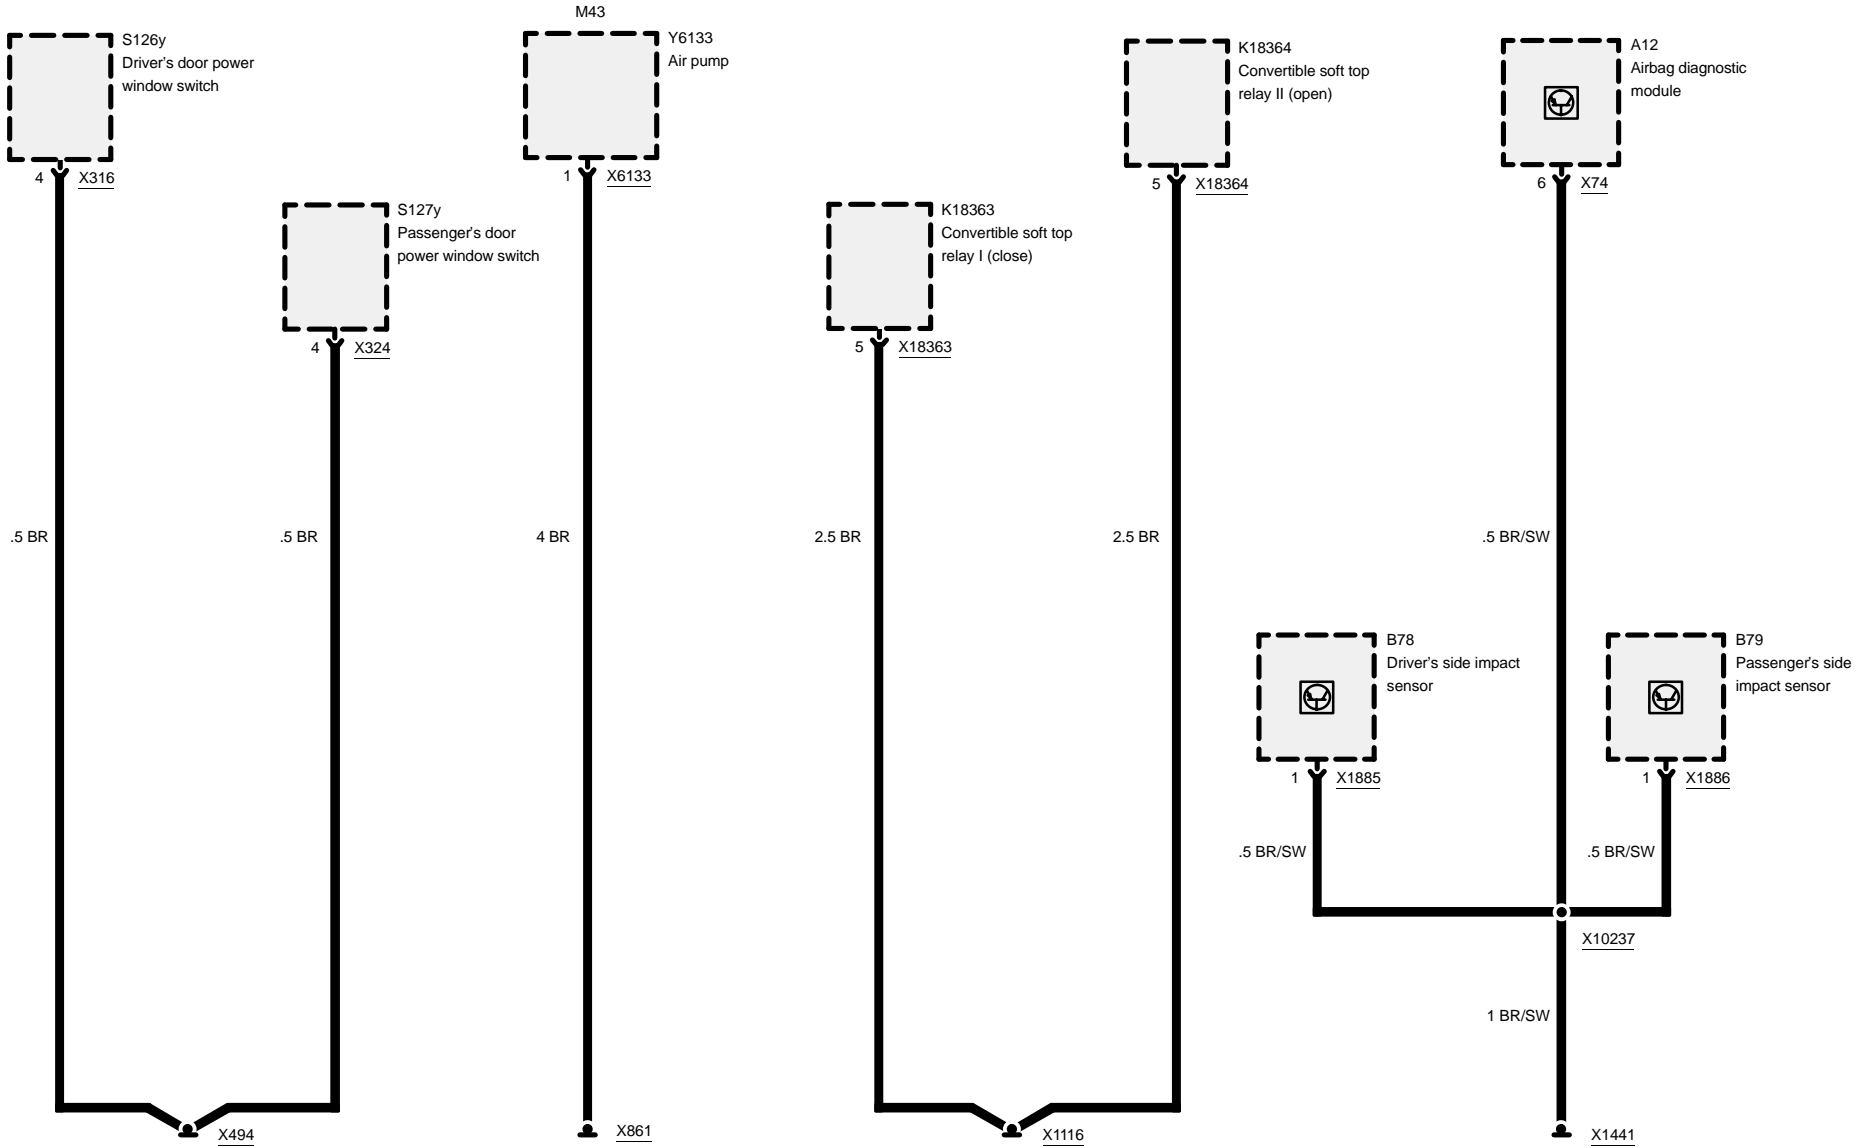 M43
S126y
Driver's door power
window switch
4
X316
S127y
Passenger's door
power window switch
4
X324
Y6133
Air pump
1
X6133
K18363
Convertible soft top
relay I (close)
5
X18363
K18364
Convertible soft top
relay II (open)
5
X18364
A12
Airbag diagnostic
module
6
X74
.5 BR
.5 BR
4 BR
2.5 BR
2.5 BR
.5 BR/SW
B78
Driver's side impact
sensor
1
X1885
B79
Passenger's side
impact sensor
1
X1886
.5 BR/SW
.5 BR/SW
X10237
1 BR/SW
X494
X861
X1116
X1441